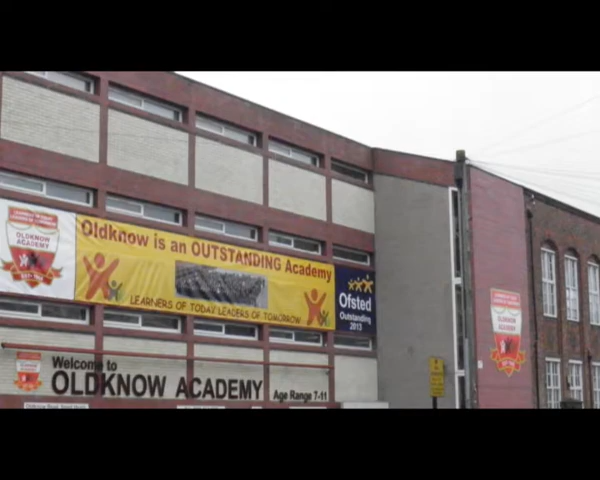 OLDKNOW
ACADEMY
Oldknow is an OUTSTANDING Academy
LEARNERS OF TODAY LEADERS OF TOMORROW
Ofsted
Outstanding
2013
Welcome to
OLDKNOW ACADEMY
Age Range 7-11
OLDKNOW
ACADEMY